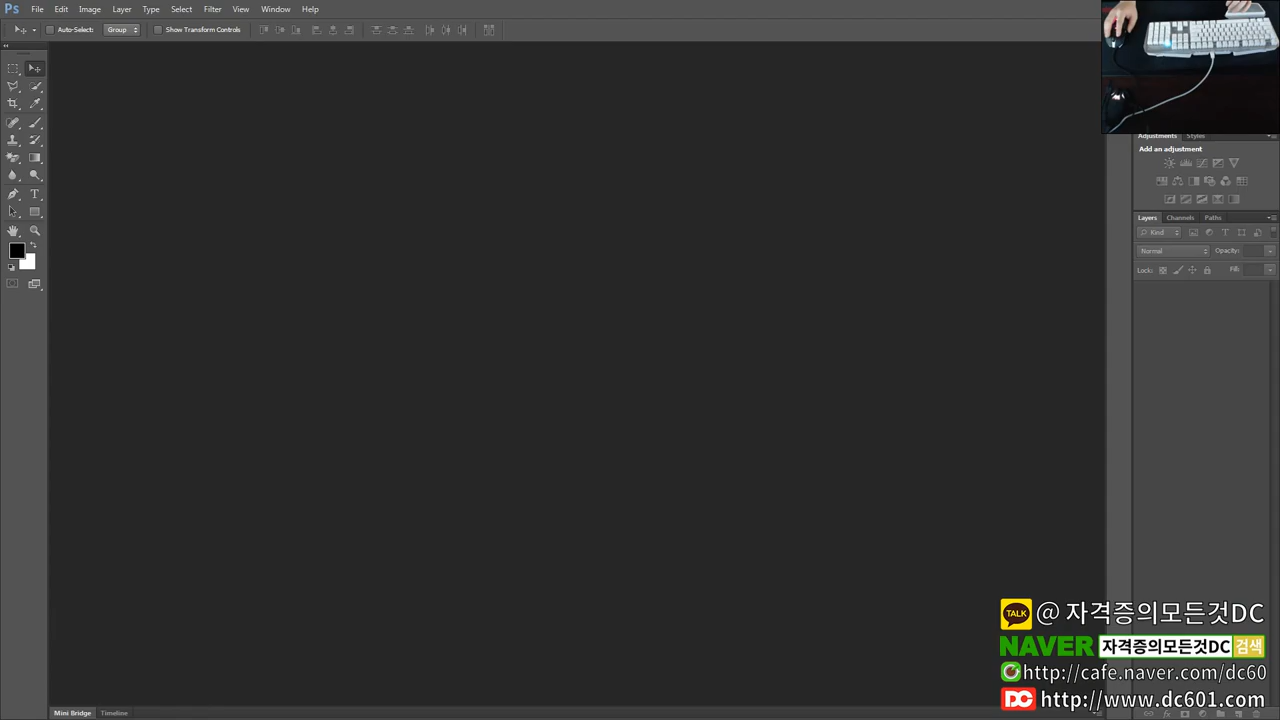 Ps File Edit Image Layer Type Select Filter View Window Help
Auto-Select: Group Show Transform Controls
Adjustments Styles
Add an adjustment
Layers Channels Paths
Kind
Normal Opacity:
Lock: Fill:
TALK @ 자격증의모든것DC
NAVER 자격증의모든것DC 검색
http://cafe.naver.com/dc60
DC http://www.dc601.com
Mini Bridge Timeline